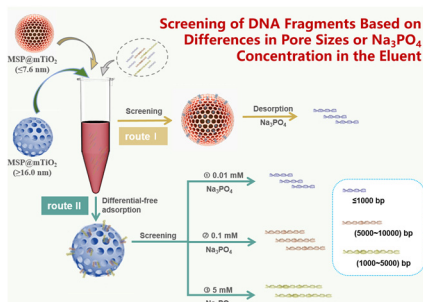 Screening of DNA Fragments Based on
Differences in Pore Sizes or Na₃PO₄
Concentration in the Eluent
MSP@mTiO₂
(≤7.6 nm)
MSP@mTiO₂
(≥16.0 nm)
Screening
route I
Desorption
Na₃PO₄
route II
Differential-free
adsorption
Screening
① 0.01 mM
Na₃PO₄
② 0.1 mM
Na₃PO₄
③ 5 mM
≤1000 bp
(5000~10000) bp
(1000~5000) bp